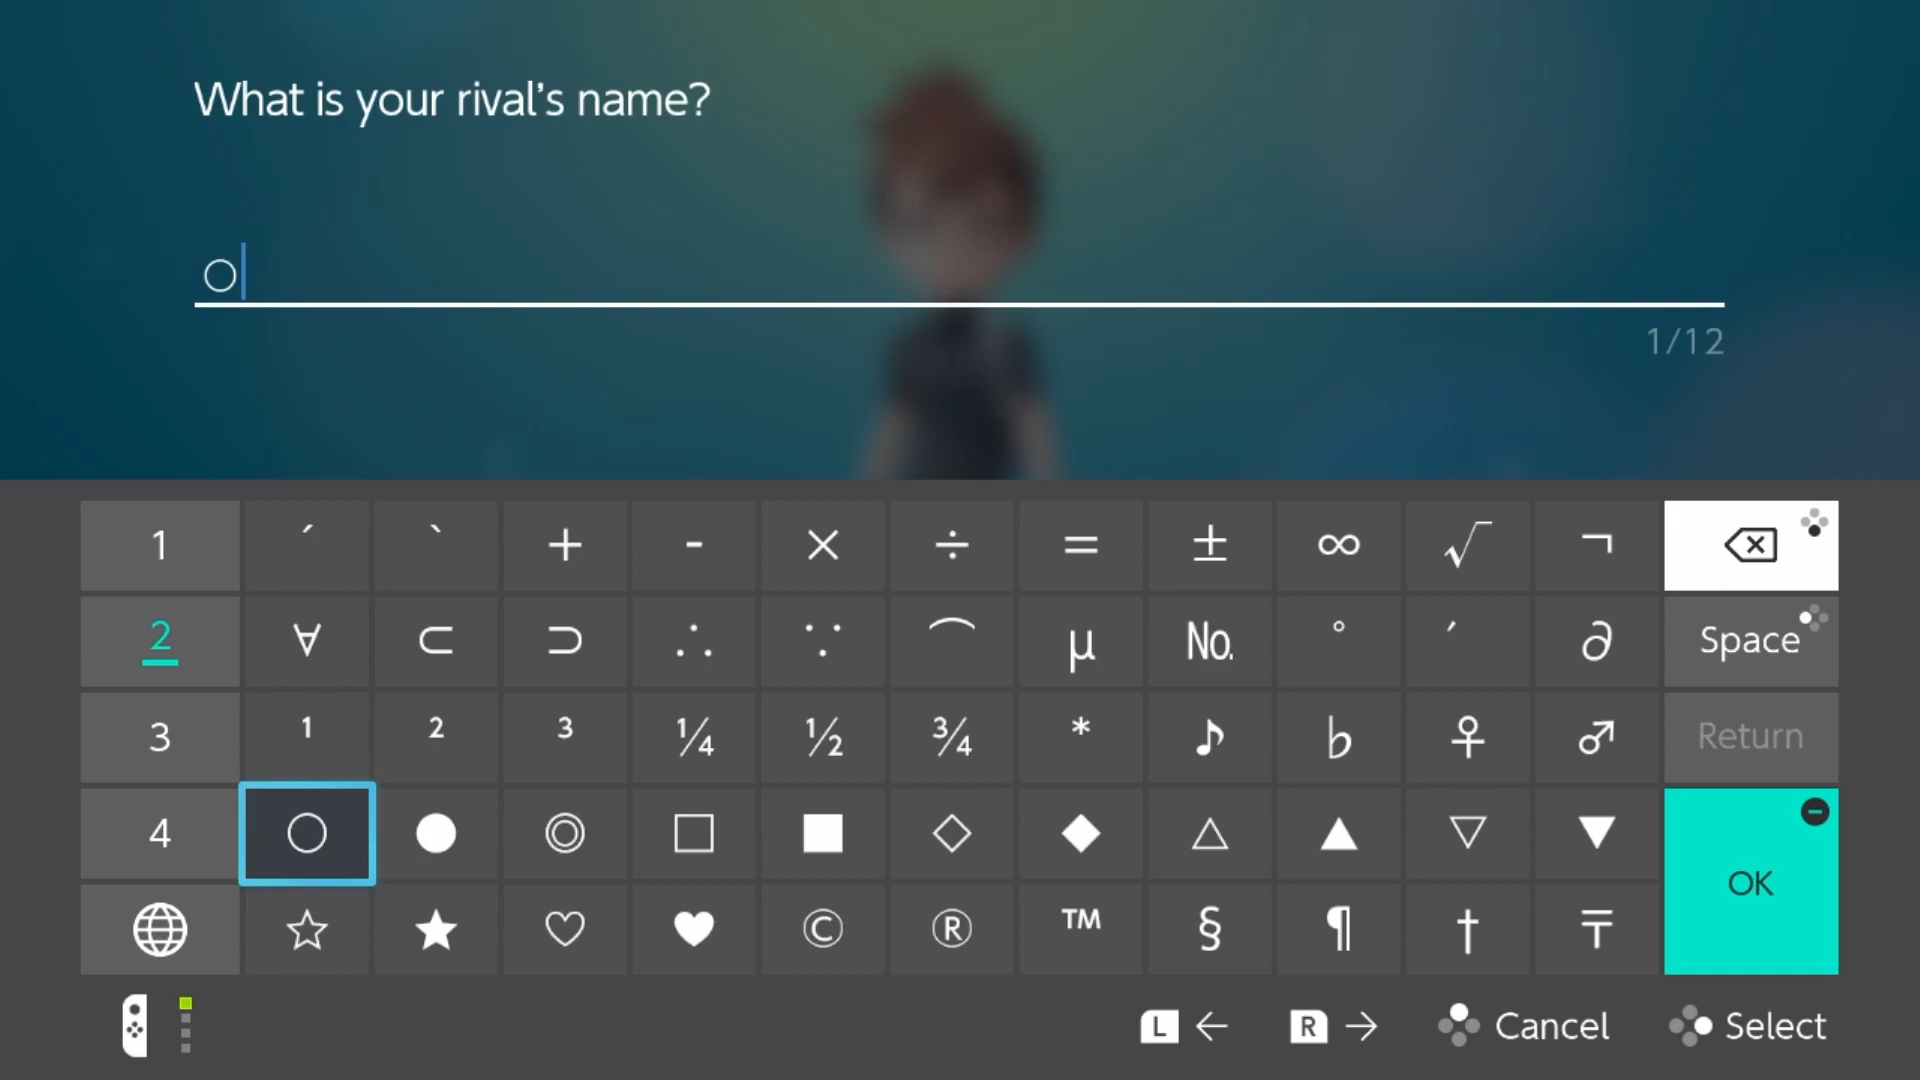 What is your rival's name?
○
1/12
1 ´ ` + - × ÷ = ± ∞ √ ¬
2 ∀ ⊂ ⊃ ∴ ∵ ⌒ µ № ° ′ ∂ Space
3 ¹ ² ³ ¼ ½ ¾ * ♪ ♭ ♀ ♂ Return
4 ○ ● ◎ □ ■ ◇ ◆ △ ▲ ▽ ▼ OK
☆ ★ ♡ ♥ © ® ™ § ¶ † 〒
L ← R → Cancel Select